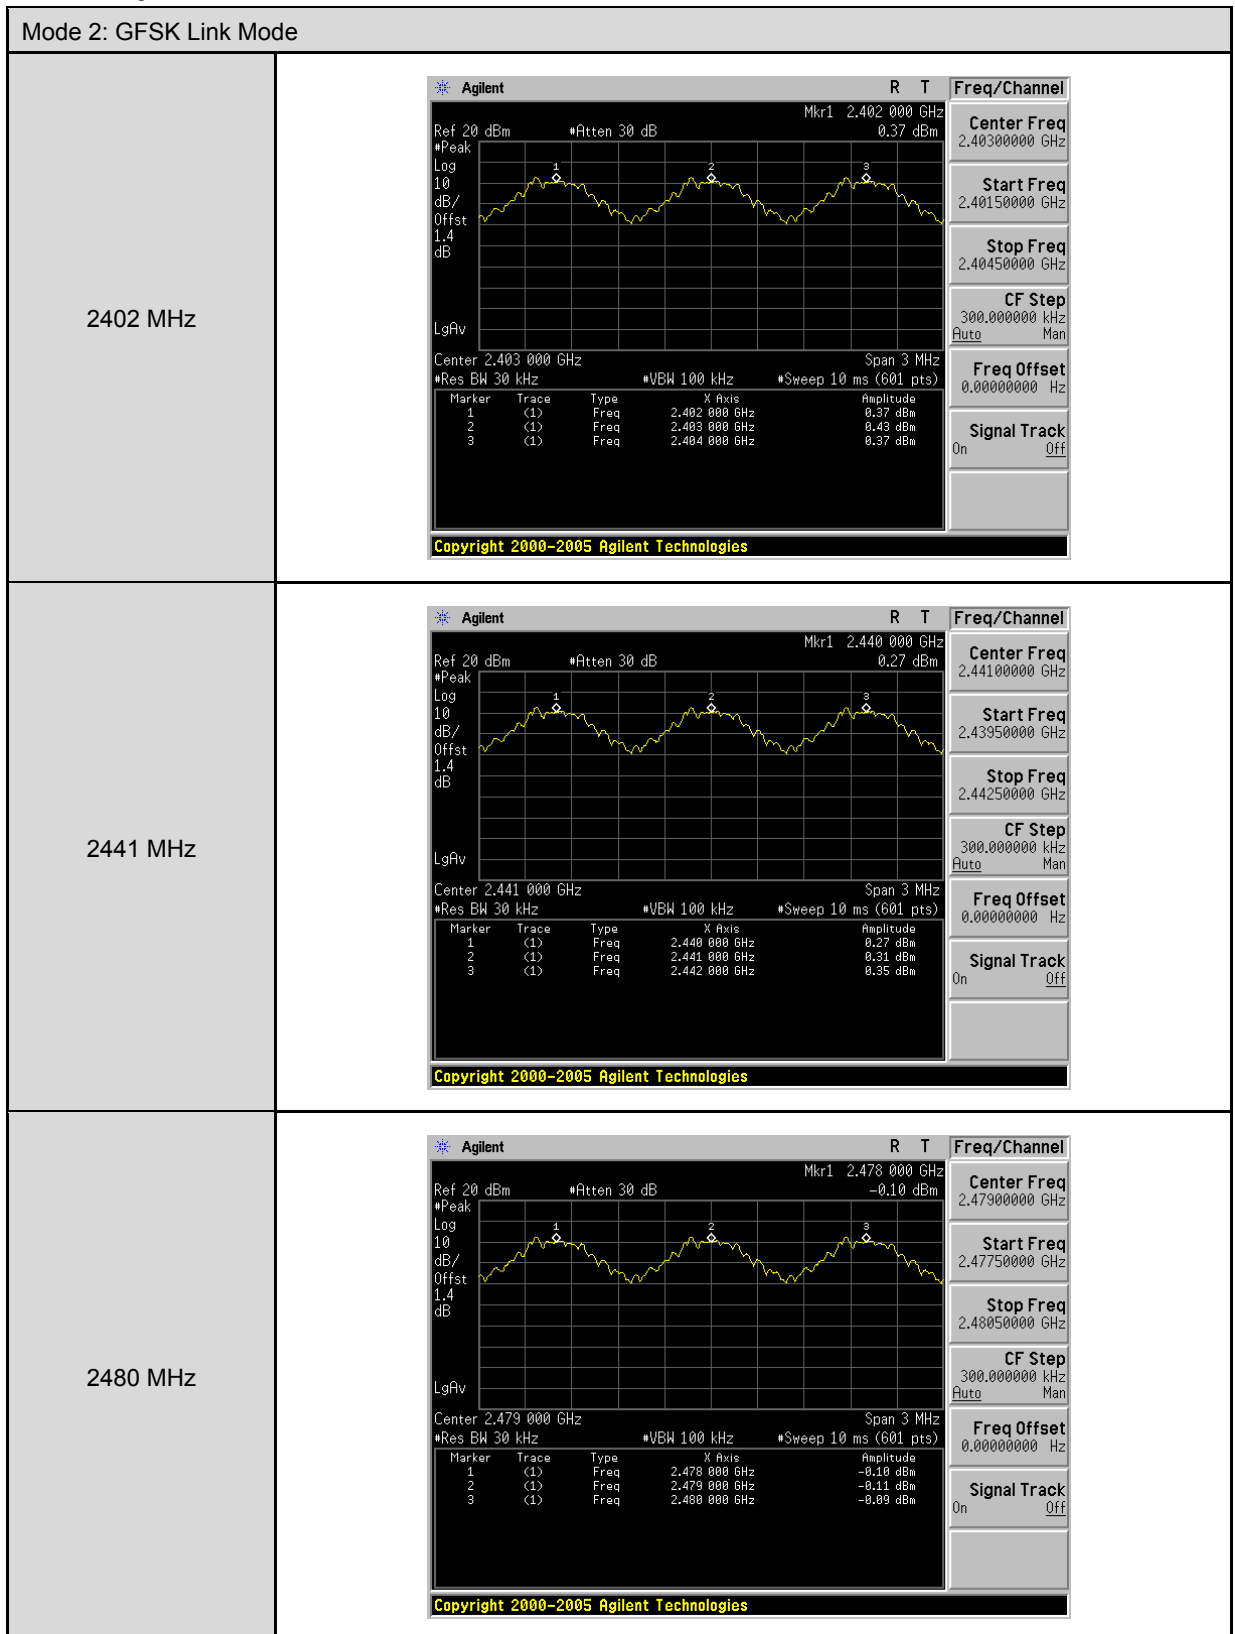 Mode 2: GFSK Link Mode
2402 MHz
Agilent R T Freq/Channel
Mkr1 2.402 000 GHz
Ref 20 dBm #Atten 30 dB 0.37 dBm
#Peak
Log
10
dB/
Offst
1.4
dB
LgAv
1 2 3
Center 2.403 000 GHz Span 3 MHz
#Res BW 30 kHz #VBW 100 kHz #Sweep 10 ms (601 pts)
Marker Trace Type X Axis Amplitude
1 (1) Freq 2.402 000 GHz 0.37 dBm
2 (1) Freq 2.403 000 GHz 0.43 dBm
3 (1) Freq 2.404 000 GHz 0.37 dBm
Center Freq
2.40300000 GHz
Start Freq
2.40150000 GHz
Stop Freq
2.40450000 GHz
CF Step
300.000000 kHz
Auto Man
Freq Offset
0.00000000 Hz
Signal Track
On Off
Copyright 2000-2005 Agilent Technologies
2441 MHz
Agilent R T Freq/Channel
Mkr1 2.440 000 GHz
Ref 20 dBm #Atten 30 dB 0.27 dBm
#Peak
Log
10
dB/
Offst
1.4
dB
LgAv
1 2 3
Center 2.441 000 GHz Span 3 MHz
#Res BW 30 kHz #VBW 100 kHz #Sweep 10 ms (601 pts)
Marker Trace Type X Axis Amplitude
1 (1) Freq 2.440 000 GHz 0.27 dBm
2 (1) Freq 2.441 000 GHz 0.31 dBm
3 (1) Freq 2.442 000 GHz 0.35 dBm
Center Freq
2.44100000 GHz
Start Freq
2.43950000 GHz
Stop Freq
2.44250000 GHz
CF Step
300.000000 kHz
Auto Man
Freq Offset
0.00000000 Hz
Signal Track
On Off
Copyright 2000-2005 Agilent Technologies
2480 MHz
Agilent R T Freq/Channel
Mkr1 2.478 000 GHz
Ref 20 dBm #Atten 30 dB -0.10 dBm
#Peak
Log
10
dB/
Offst
1.4
dB
LgAv
1 2 3
Center 2.479 000 GHz Span 3 MHz
#Res BW 30 kHz #VBW 100 kHz #Sweep 10 ms (601 pts)
Marker Trace Type X Axis Amplitude
1 (1) Freq 2.478 000 GHz -0.10 dBm
2 (1) Freq 2.479 000 GHz -0.11 dBm
3 (1) Freq 2.480 000 GHz -0.09 dBm
Center Freq
2.47900000 GHz
Start Freq
2.47750000 GHz
Stop Freq
2.48050000 GHz
CF Step
300.000000 kHz
Auto Man
Freq Offset
0.00000000 Hz
Signal Track
On Off
Copyright 2000-2005 Agilent Technologies